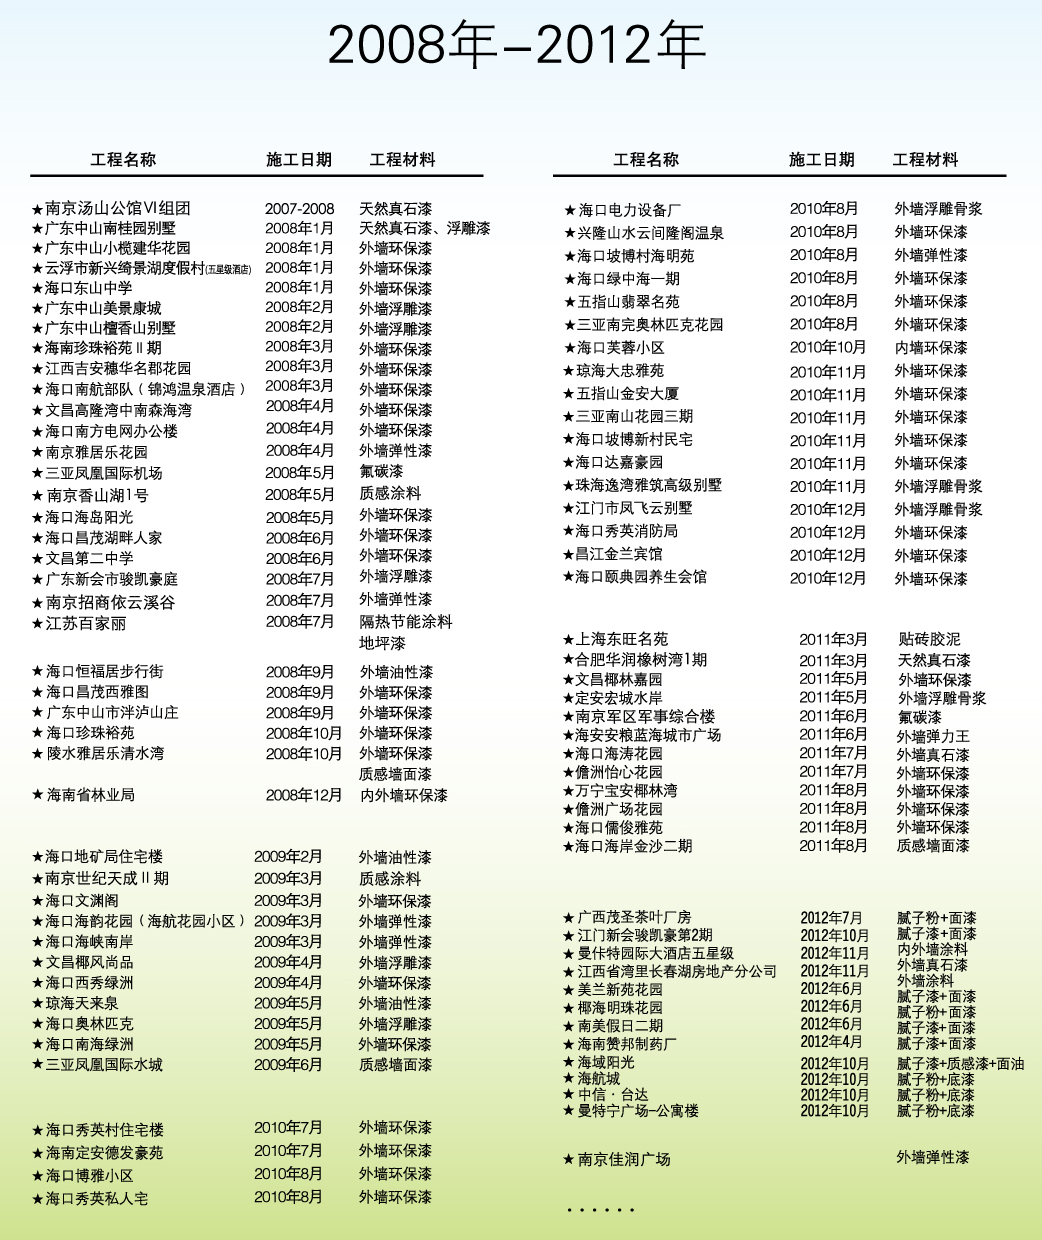 2008年-2012年
工程名称 施工日期 工程材料
★南京汤山公馆VI组团 2007-2008 天然真石漆
★广东中山南桂园别墅 2008年1月 天然真石漆、浮雕漆
★广东中山小榄建华花园 2008年1月 外墙环保漆
★云浮市新兴绮景湖度假村(五星级酒店) 2008年1月 外墙环保漆
★海口东山中学 2008年1月 外墙环保漆
★广东中山美景康城 2008年2月 外墙浮雕漆
★广东中山檀香山别墅 2008年2月 外墙浮雕漆
★海南珍珠裕苑Ⅱ期 2008年3月 外墙环保漆
★江西吉安穗华名郡花园 2008年3月 外墙环保漆
★海口南航部队（锦鸿温泉酒店） 2008年3月 外墙环保漆
★文昌高隆湾中南森海湾 2008年4月 外墙环保漆
★海口南方电网办公楼 2008年4月 外墙环保漆
★南京雅居乐花园 2008年4月 外墙弹性漆
★三亚凤凰国际机场 2008年5月 氟碳漆
★南京香山湖1号 2008年5月 质感涂料
★海口海岛阳光 2008年5月 外墙环保漆
★海口昌茂湖畔人家 2008年6月 外墙环保漆
★文昌第二中学 2008年6月 外墙环保漆
★广东新会市骏凯豪庭 2008年7月 外墙浮雕漆
★南京招商依云溪谷 2008年7月 外墙弹性漆
★江苏百家丽 2008年7月 隔热节能涂料
地坪漆
★海口恒福居步行街 2008年9月 外墙油性漆
★海口昌茂西雅图 2008年9月 外墙环保漆
★广东中山市泮庐山庄 2008年9月 外墙环保漆
★海口珍珠裕苑 2008年10月 外墙环保漆
★陵水雅居乐清水湾 2008年10月 外墙环保漆
质感墙面漆
★海南省林业局 2008年12月 内外墙环保漆
★海口地矿局住宅楼 2009年2月 外墙油性漆
★南京世纪天成Ⅱ期 2009年3月 质感涂料
★海口文渊阁 2009年3月 外墙环保漆
★海口海韵花园（海航花园小区） 2009年3月 外墙弹性漆
★海口海峡南岸 2009年3月 外墙弹性漆
★文昌椰风尚品 2009年4月 外墙浮雕漆
★海口西秀绿洲 2009年4月 外墙环保漆
★琼海天来泉 2009年5月 外墙油性漆
★海口奥林匹克 2009年5月 外墙浮雕漆
★海口南海绿洲 2009年5月 外墙环保漆
★三亚凤凰国际水城 2009年6月 质感墙面漆
★海口秀英村住宅楼 2010年7月 外墙环保漆
★海南定安德发豪苑 2010年7月 外墙环保漆
★海口博雅小区 2010年8月 外墙环保漆
★海口秀英私人宅 2010年8月 外墙环保漆
工程名称 施工日期 工程材料
★海口电力设备厂 2010年8月 外墙浮雕骨浆
★兴隆山水云间隆阁温泉 2010年8月 外墙环保漆
★海口坡博村海明苑 2010年8月 外墙弹性漆
★海口绿中海一期 2010年8月 外墙环保漆
★五指山翡翠名苑 2010年8月 外墙环保漆
★三亚南完奥林匹克花园 2010年8月 外墙环保漆
★海口芙蓉小区 2010年10月 内墙环保漆
★琼海大忠雅苑 2010年11月 外墙环保漆
★五指山金安大厦 2010年11月 外墙环保漆
★三亚南山花园三期 2010年11月 外墙环保漆
★海口坡博新村民宅 2010年11月 外墙环保漆
★海口达嘉豪园 2010年11月 外墙环保漆
★珠海逸湾雅筑高级别墅 2010年11月 外墙浮雕骨浆
★江门市凤飞云别墅 2010年12月 外墙浮雕骨浆
★海口秀英消防局 2010年12月 外墙环保漆
★昌江金兰宾馆 2010年12月 外墙环保漆
★海口颐典园养生会馆 2010年12月 外墙环保漆
★上海东旺名苑 2011年3月 贴砖胶泥
★合肥华润橡树湾1期 2011年3月 天然真石漆
★文昌椰林嘉园 2011年5月 外墙环保漆
★定安宏城水岸 2011年5月 外墙浮雕骨浆
★南京军区军事综合楼 2011年6月 氟碳漆
★海安安粮蓝海城市广场 2011年6月 外墙弹力王
★海口海涛花园 2011年7月 外墙真石漆
★儋洲怡心花园 2011年7月 外墙环保漆
★万宁宝安椰林湾 2011年8月 外墙环保漆
★儋洲广场花园 2011年8月 外墙环保漆
★海口儒俊雅苑 2011年8月 外墙环保漆
★海口海岸金沙二期 2011年8月 质感墙面漆
★广西茂圣茶叶厂房 2012年7月 腻子粉+面漆
★江门新会骏凯豪第2期 2012年10月 腻子漆+面漆
★曼佧特园际大酒店五星级 2012年11月 内外墙涂料
★江西省湾里长春湖房地产分公司 2012年11月 外墙真石漆
★美兰新苑花园 2012年6月 外墙涂料
★椰海明珠花园 2012年6月 腻子漆+面漆
★南美假日二期 2012年6月 腻子粉+面漆
★海南赞邦制药厂 2012年4月 腻子漆+面漆
腻子漆+面漆
★海域阳光 2012年10月 腻子漆+质感漆+面油
★海航城 2012年10月 腻子粉+底漆
★中信·台达 2012年10月 腻子粉+底漆
★曼特宁广场-公寓楼 2012年10月 腻子粉+底漆
★南京佳润广场 外墙弹性漆
······